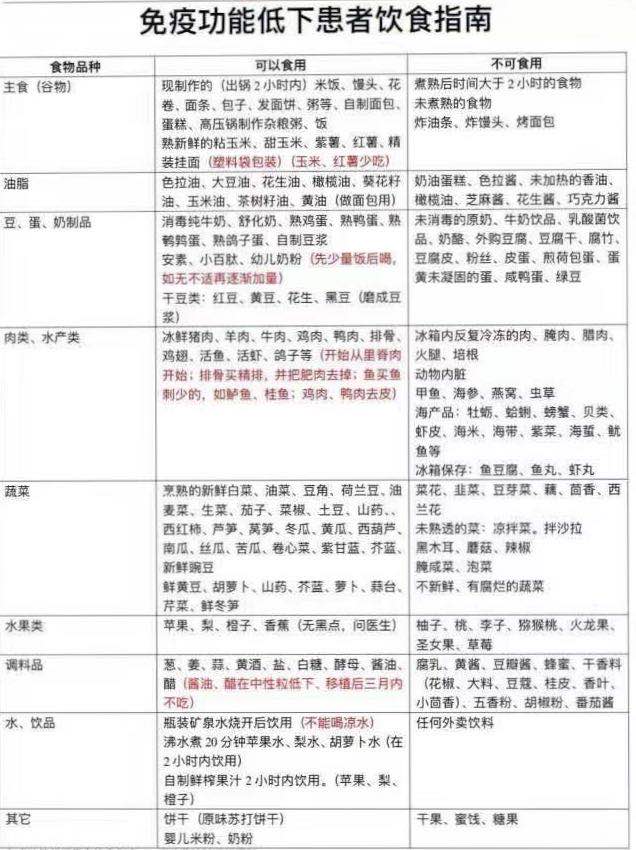 免疫功能低下患者饮食指南
食物品种
可以食用
不可食用
主食（谷物）
现制作的（出锅 2 小时内）米饭、馒头、花
卷、面条、包子、发面饼、粥等、自制面包、
蛋糕、高压锅制作杂粮粥、饭
熟新鲜的粘玉米、甜玉米、紫薯、红薯、精
装挂面（塑料袋包装）（玉米、红薯少吃）
煮熟后时间大于 2 小时的食物
未煮熟的食物
炸油条、炸馒头、烤面包
油脂
色拉油、大豆油、花生油、橄榄油、葵花籽
油、玉米油、茶树籽油、黄油（做面包用）
奶油蛋糕、色拉酱、未加热的香油、
橄榄油、芝麻酱、花生酱、巧克力酱
豆、蛋、奶制品
消毒纯牛奶、舒化奶、熟鸡蛋、熟鸭蛋、熟
鹌鹑蛋、熟鸽子蛋、自制豆浆
安素、小百肽、幼儿奶粉（先少量饭后喝，
如无不适再逐渐加量）
干豆类：红豆、黄豆、花生、黑豆（磨成豆
浆）
未消毒的原奶、牛奶饮品、乳酸菌饮
品、奶酪、外购豆腐、豆腐干、腐竹、
豆腐皮、粉丝、皮蛋、煎荷包蛋、蛋
黄未凝固的蛋、咸鸭蛋、绿豆
肉类、水产类
冰鲜猪肉、羊肉、牛肉、鸡肉、鸭肉、排骨、
鸡翅、活鱼、活虾、鸽子等（开始从里脊肉
开始；排骨买精排，并把肥肉去掉；鱼买鱼
刺少的，如鲈鱼、桂鱼；鸡肉、鸭肉去皮）
冰箱内反复冷冻的肉、腌肉、腊肉、
火腿、培根
动物内脏
甲鱼、海参、燕窝、虫草
海产品：牡蛎、蛤蜊、螃蟹、贝类、
虾皮、海米、海带、紫菜、海蜇、鱿
鱼等
冰箱保存：鱼豆腐、鱼丸、虾丸
蔬菜
烹熟的新鲜白菜、油菜、豆角、荷兰豆、油
麦菜、生菜、茄子、菜椒、土豆、山药、、
西红柿、芦笋、莴笋、冬瓜、黄瓜、西葫芦、
南瓜、丝瓜、苦瓜、卷心菜、紫甘蓝、芥蓝、
新鲜豌豆
鲜黄豆、胡萝卜、山药、芥蓝、萝卜、蒜台、
芹菜、鲜冬笋
菜花、韭菜、豆芽菜、藕、茴香、西
兰花
未熟透的菜：凉拌菜。拌沙拉
黑木耳、蘑菇、辣椒
腌咸菜、泡菜
不新鲜、有腐烂的蔬菜
水果类
苹果、梨、橙子、香蕉（无黑点，问医生）
柚子、桃、李子、猕猴桃、火龙果、
圣女果、草莓
调料品
葱、姜、蒜、黄酒、盐、白糖、酵母、酱油、
醋（酱油、醋在中性粒低下、移植后三月内
不吃）
腐乳、黄酱、豆瓣酱、蜂蜜、干香料
（花椒、大料、豆蔻、桂皮、香叶、
小茴香）、五香粉、胡椒粉、番茄酱
水、饮品
瓶装矿泉水烧开后饮用（不能喝凉水）
沸水煮 20 分钟苹果水、梨水、胡萝卜水（在
2 小时内饮用）
自制鲜榨果汁 2 小时内饮用。（苹果、梨、
橙子）
任何外卖饮料
其它
饼干（原味苏打饼干）
婴儿米粉、奶粉
干果、蜜饯、糖果